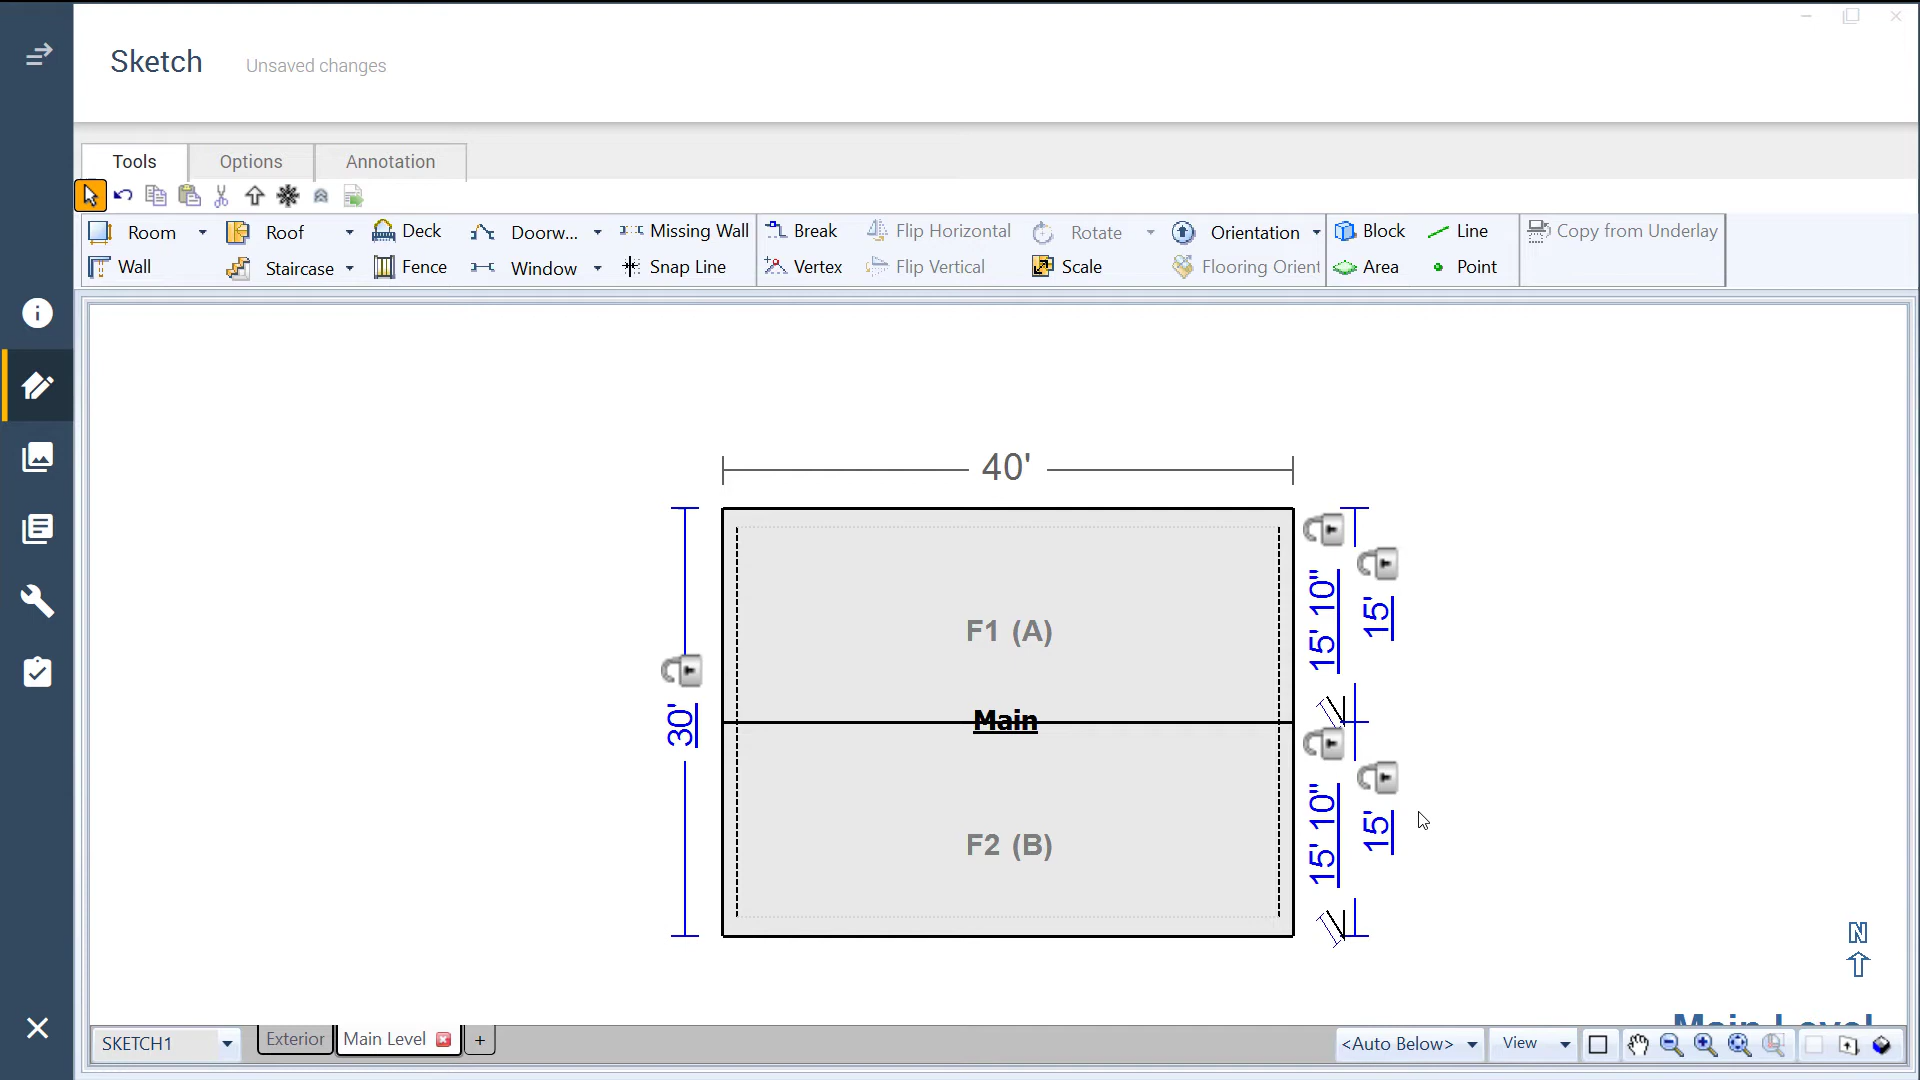 Sketch Unsaved changes
Tools Options Annotation
Room Roof Deck Doorw... Missing Wall Break Flip Horizontal Rotate Orientation Block Line Copy from Underlay
Wall Staircase Fence Window Snap Line Vertex Flip Vertical Scale Flooring Orient Area Point
40'
15' 10"
15'
F1 (A)
30'
Main
15' 10"
15'
F2 (B)
N
Main Level
SKETCH1 Exterior Main Level + <Auto Below> View